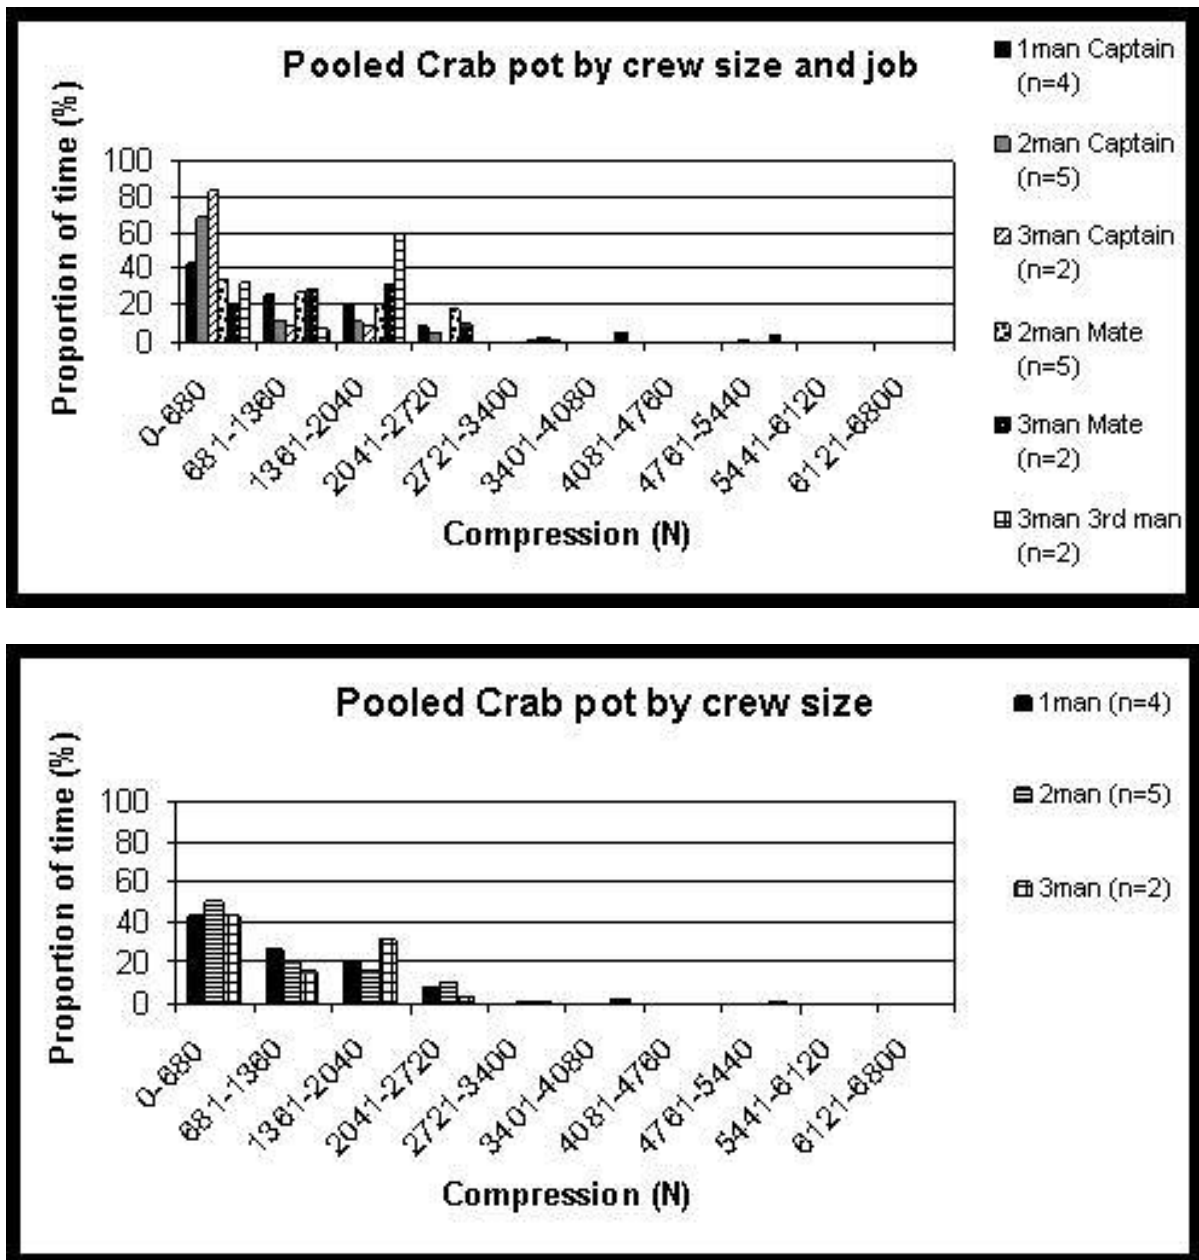 Pooled Crab pot by crew size and job
Proportion of time (%)
100
80
60
40
20
0
0-680
681-1360
1361-2040
2041-2720
2721-3400
3401-4080
4081-4760
4761-5440
5441-6120
6121-6800
Compression (N)
1man Captain
(n=4)
2man Captain
(n=5)
3man Captain
(n=2)
2man Mate
(n=5)
3man Mate
(n=2)
3man 3rd man
(n=2)
Pooled Crab pot by crew size
Proportion of time (%)
100
80
60
40
20
0
0-680
681-1360
1361-2040
2041-2720
2721-3400
3401-4080
4081-4760
4761-5440
5441-6120
6121-6800
Compression (N)
1man (n=4)
2man (n=5)
3man (n=2)